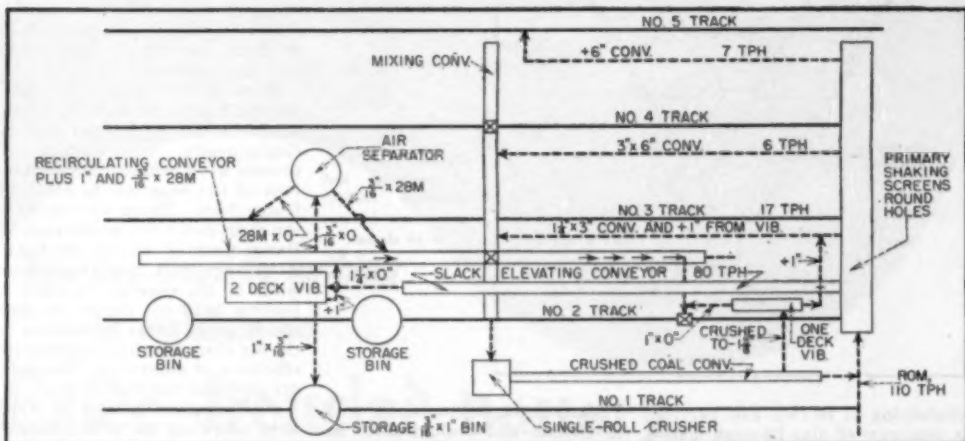 NO. 5 TRACK
+6" CONV. 7 TPH
MIXING CONV.
NO. 4 TRACK
AIR
SEPARATOR
3"x 6" CONV. 6 TPH
RECIRCULATING CONVEYOR
PLUS 1" AND 3/16 x 28M
3/16" x 28M
PRIMARY
SHAKING
SCREENS
ROUND
HOLES
NO. 3 TRACK 17 TPH
28M x 0
3/16" x 0
1 1/4"x 3" CONV. AND +1" FROM VIB.
+1"
1 1/4" x 0"
SLACK ELEVATING CONVEYOR 80 TPH
2 DECK VIB.
+1"
NO. 2 TRACK
1"x 0"
STORAGE
BIN
STORAGE
BIN
CRUSHED
TO
ONE
DECK
VIB.
1"x 3/16"
CRUSHED COAL CONV.
ROM,
110 TPH
NO. 1 TRACK
STORAGE 3/16"x 1" BIN
SINGLE-ROLL CRUSHER